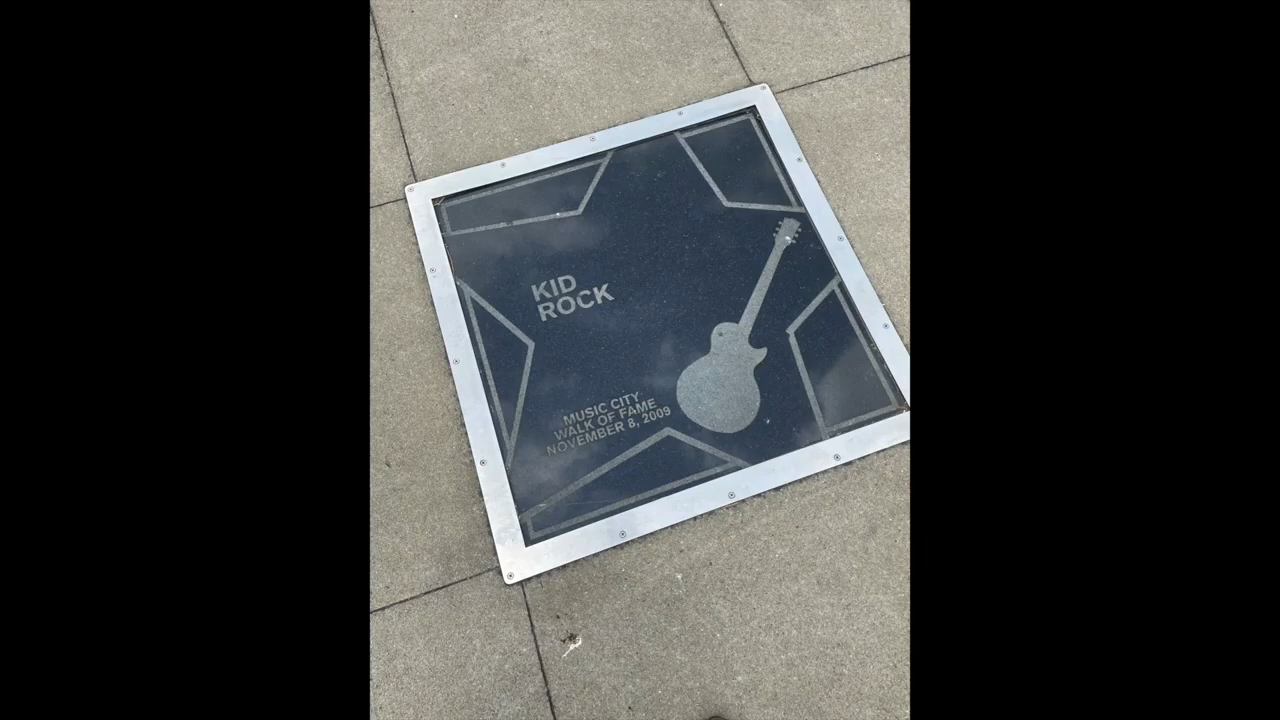 KID
ROCK
MUSIC CITY
WALK OF FAME
NOVEMBER 8, 2009